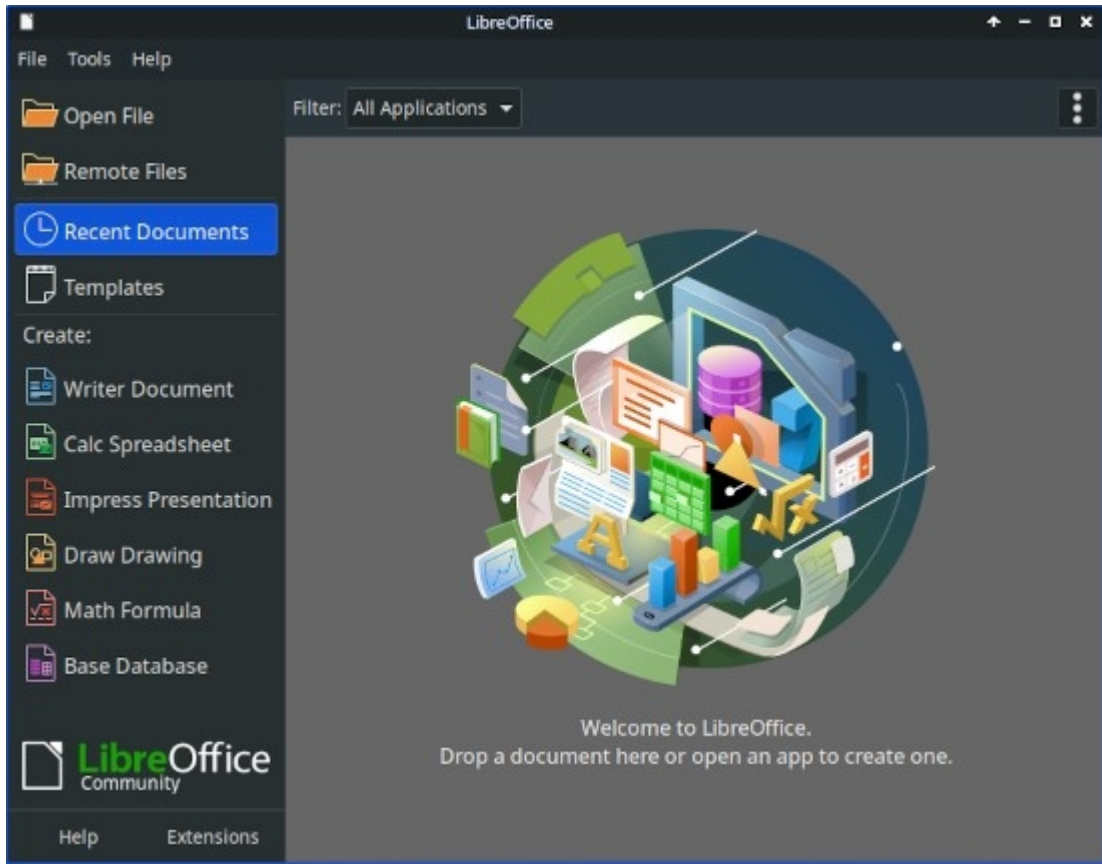 LibreOffice
File Tools Help
Open File
Remote Files
Recent Documents
Templates
Create:
Writer Document
Calc Spreadsheet
Impress Presentation
Draw Drawing
Math Formula
Base Database
LibreOffice
Community
Help Extensions
Filter: All Applications
Welcome to LibreOffice.
Drop a document here or open an app to create one.